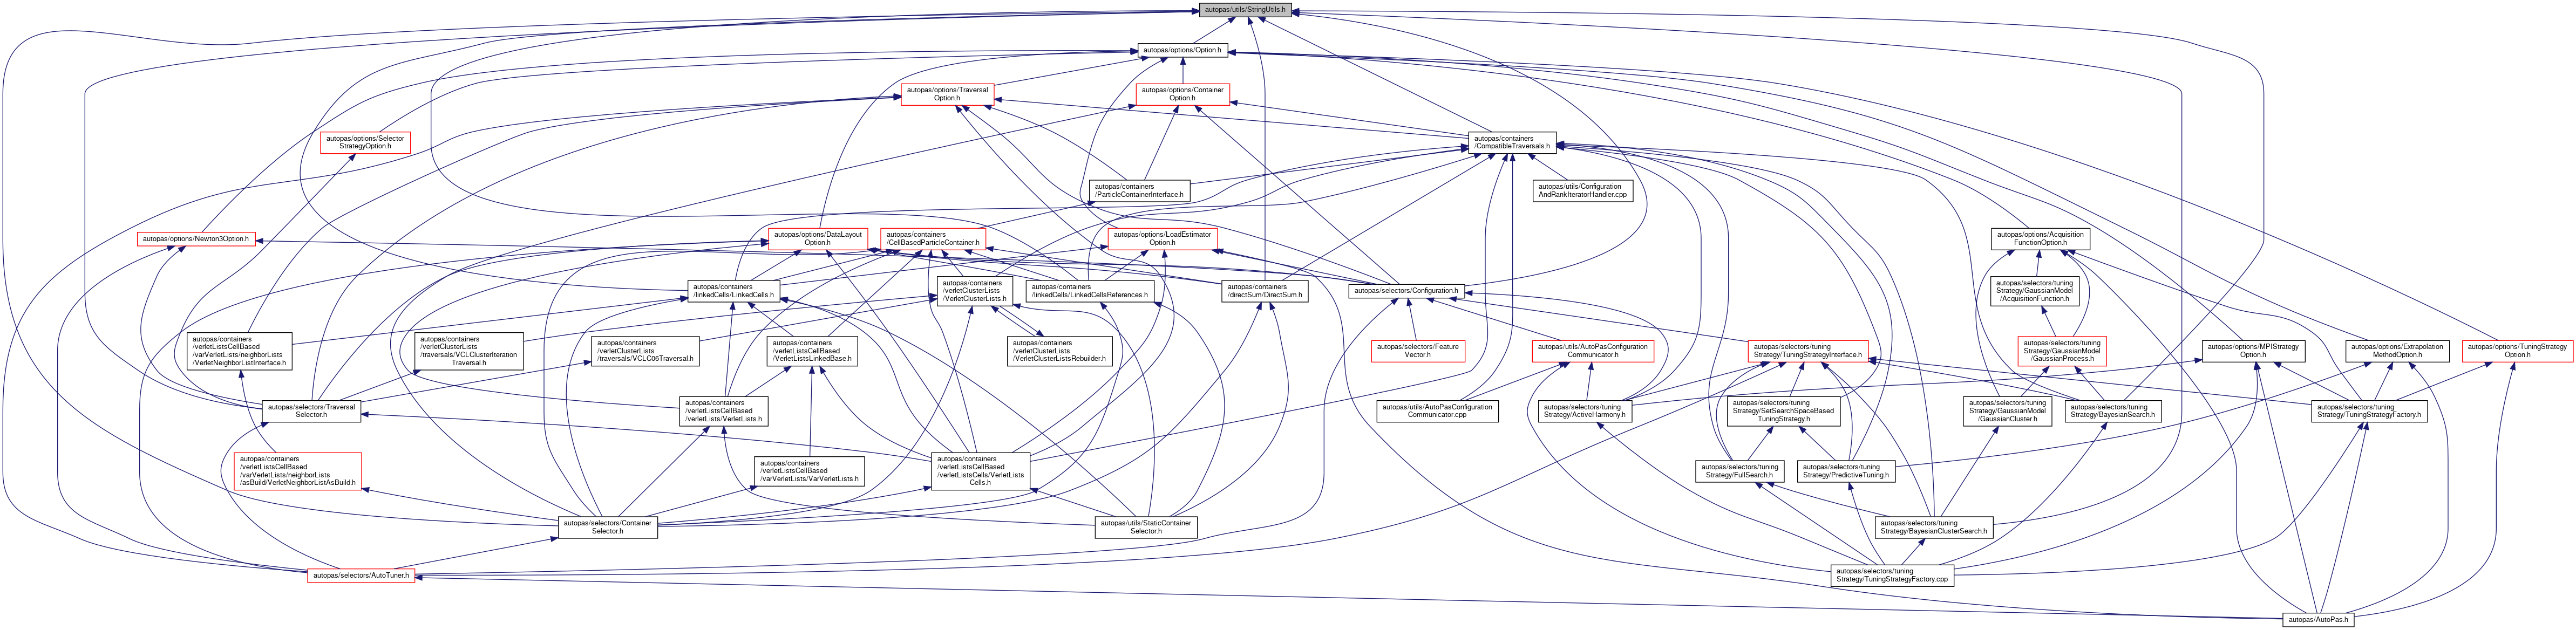 autopas/utils/StringUtils.h
autopas/options/Option.h
autopas/options/Traversal
Option.h
autopas/options/Container
Option.h
autopas/options/Selector
StrategyOption.h
autopas/containers
/CompatibleTraversals.h
autopas/containers
/ParticleContainerInterface.h
autopas/utils/Configuration
AndRankIteratorHandler.cpp
autopas/options/Newton3Option.h
autopas/options/DataLayout
Option.h
autopas/containers
/CellBasedParticleContainer.h
autopas/options/LoadEstimator
Option.h
autopas/options/Acquisition
FunctionOption.h
autopas/containers
/linkedCells/LinkedCells.h
autopas/containers
/verletClusterLists
/VerletClusterLists.h
autopas/containers
/linkedCells/LinkedCellsReferences.h
autopas/containers
/directSum/DirectSum.h
autopas/selectors/Configuration.h
autopas/selectors/tuning
Strategy/GaussianModel
/AcquisitionFunction.h
autopas/containers
/verletListsCellBased
/varVerletLists/neighborLists
/VerletNeighborListInterface.h
autopas/containers
/verletClusterLists
/traversals/VCLClusterIteration
Traversal.h
autopas/containers
/verletClusterLists
/traversals/VCLC06Traversal.h
autopas/containers
/verletListsCellBased
/VerletListsLinkedBase.h
autopas/containers
/verletClusterLists
/VerletClusterListsRebuilder.h
autopas/selectors/Feature
Vector.h
autopas/utils/AutoPasConfiguration
Communicator.h
autopas/selectors/tuning
Strategy/TuningStrategyInterface.h
autopas/selectors/tuning
Strategy/GaussianModel
/GaussianProcess.h
autopas/options/MPIStrategy
Option.h
autopas/options/Extrapolation
MethodOption.h
autopas/options/TuningStrategy
Option.h
autopas/selectors/Traversal
Selector.h
autopas/containers
/verletListsCellBased
/verletLists/VerletLists.h
autopas/utils/AutoPasConfiguration
Communicator.cpp
autopas/selectors/tuning
Strategy/ActiveHarmony.h
autopas/selectors/tuning
Strategy/SetSearchSpaceBased
TuningStrategy.h
autopas/selectors/tuning
Strategy/GaussianModel
/GaussianCluster.h
autopas/selectors/tuning
Strategy/BayesianSearch.h
autopas/selectors/tuning
Strategy/TuningStrategyFactory.h
autopas/containers
/verletListsCellBased
/varVerletLists/neighborLists
/asBuild/VerletNeighborListAsBuild.h
autopas/containers
/verletListsCellBased
/varVerletLists/VarVerletLists.h
autopas/containers
/verletListsCellBased
/verletListsCells/VerletLists
Cells.h
autopas/selectors/tuning
Strategy/FullSearch.h
autopas/selectors/tuning
Strategy/PredictiveTuning.h
autopas/selectors/Container
Selector.h
autopas/utils/StaticContainer
Selector.h
autopas/selectors/tuning
Strategy/BayesianClusterSearch.h
autopas/selectors/AutoTuner.h
autopas/selectors/tuning
Strategy/TuningStrategyFactory.cpp
autopas/AutoPas.h